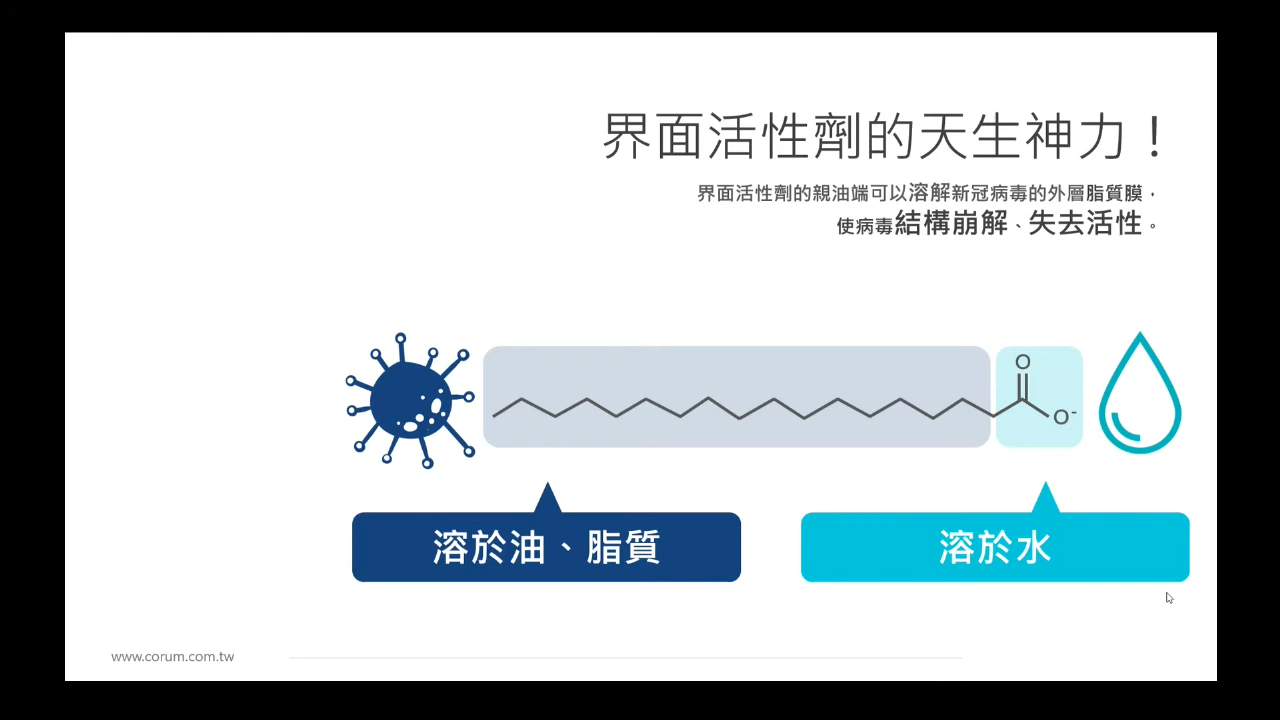 界面活性劑的天生神力！
界面活性劑的親油端可以溶解新冠病毒的外層脂質膜，
使病毒結構崩解、失去活性。
O
O-
溶於油、脂質
溶於水
www.corum.com.tw